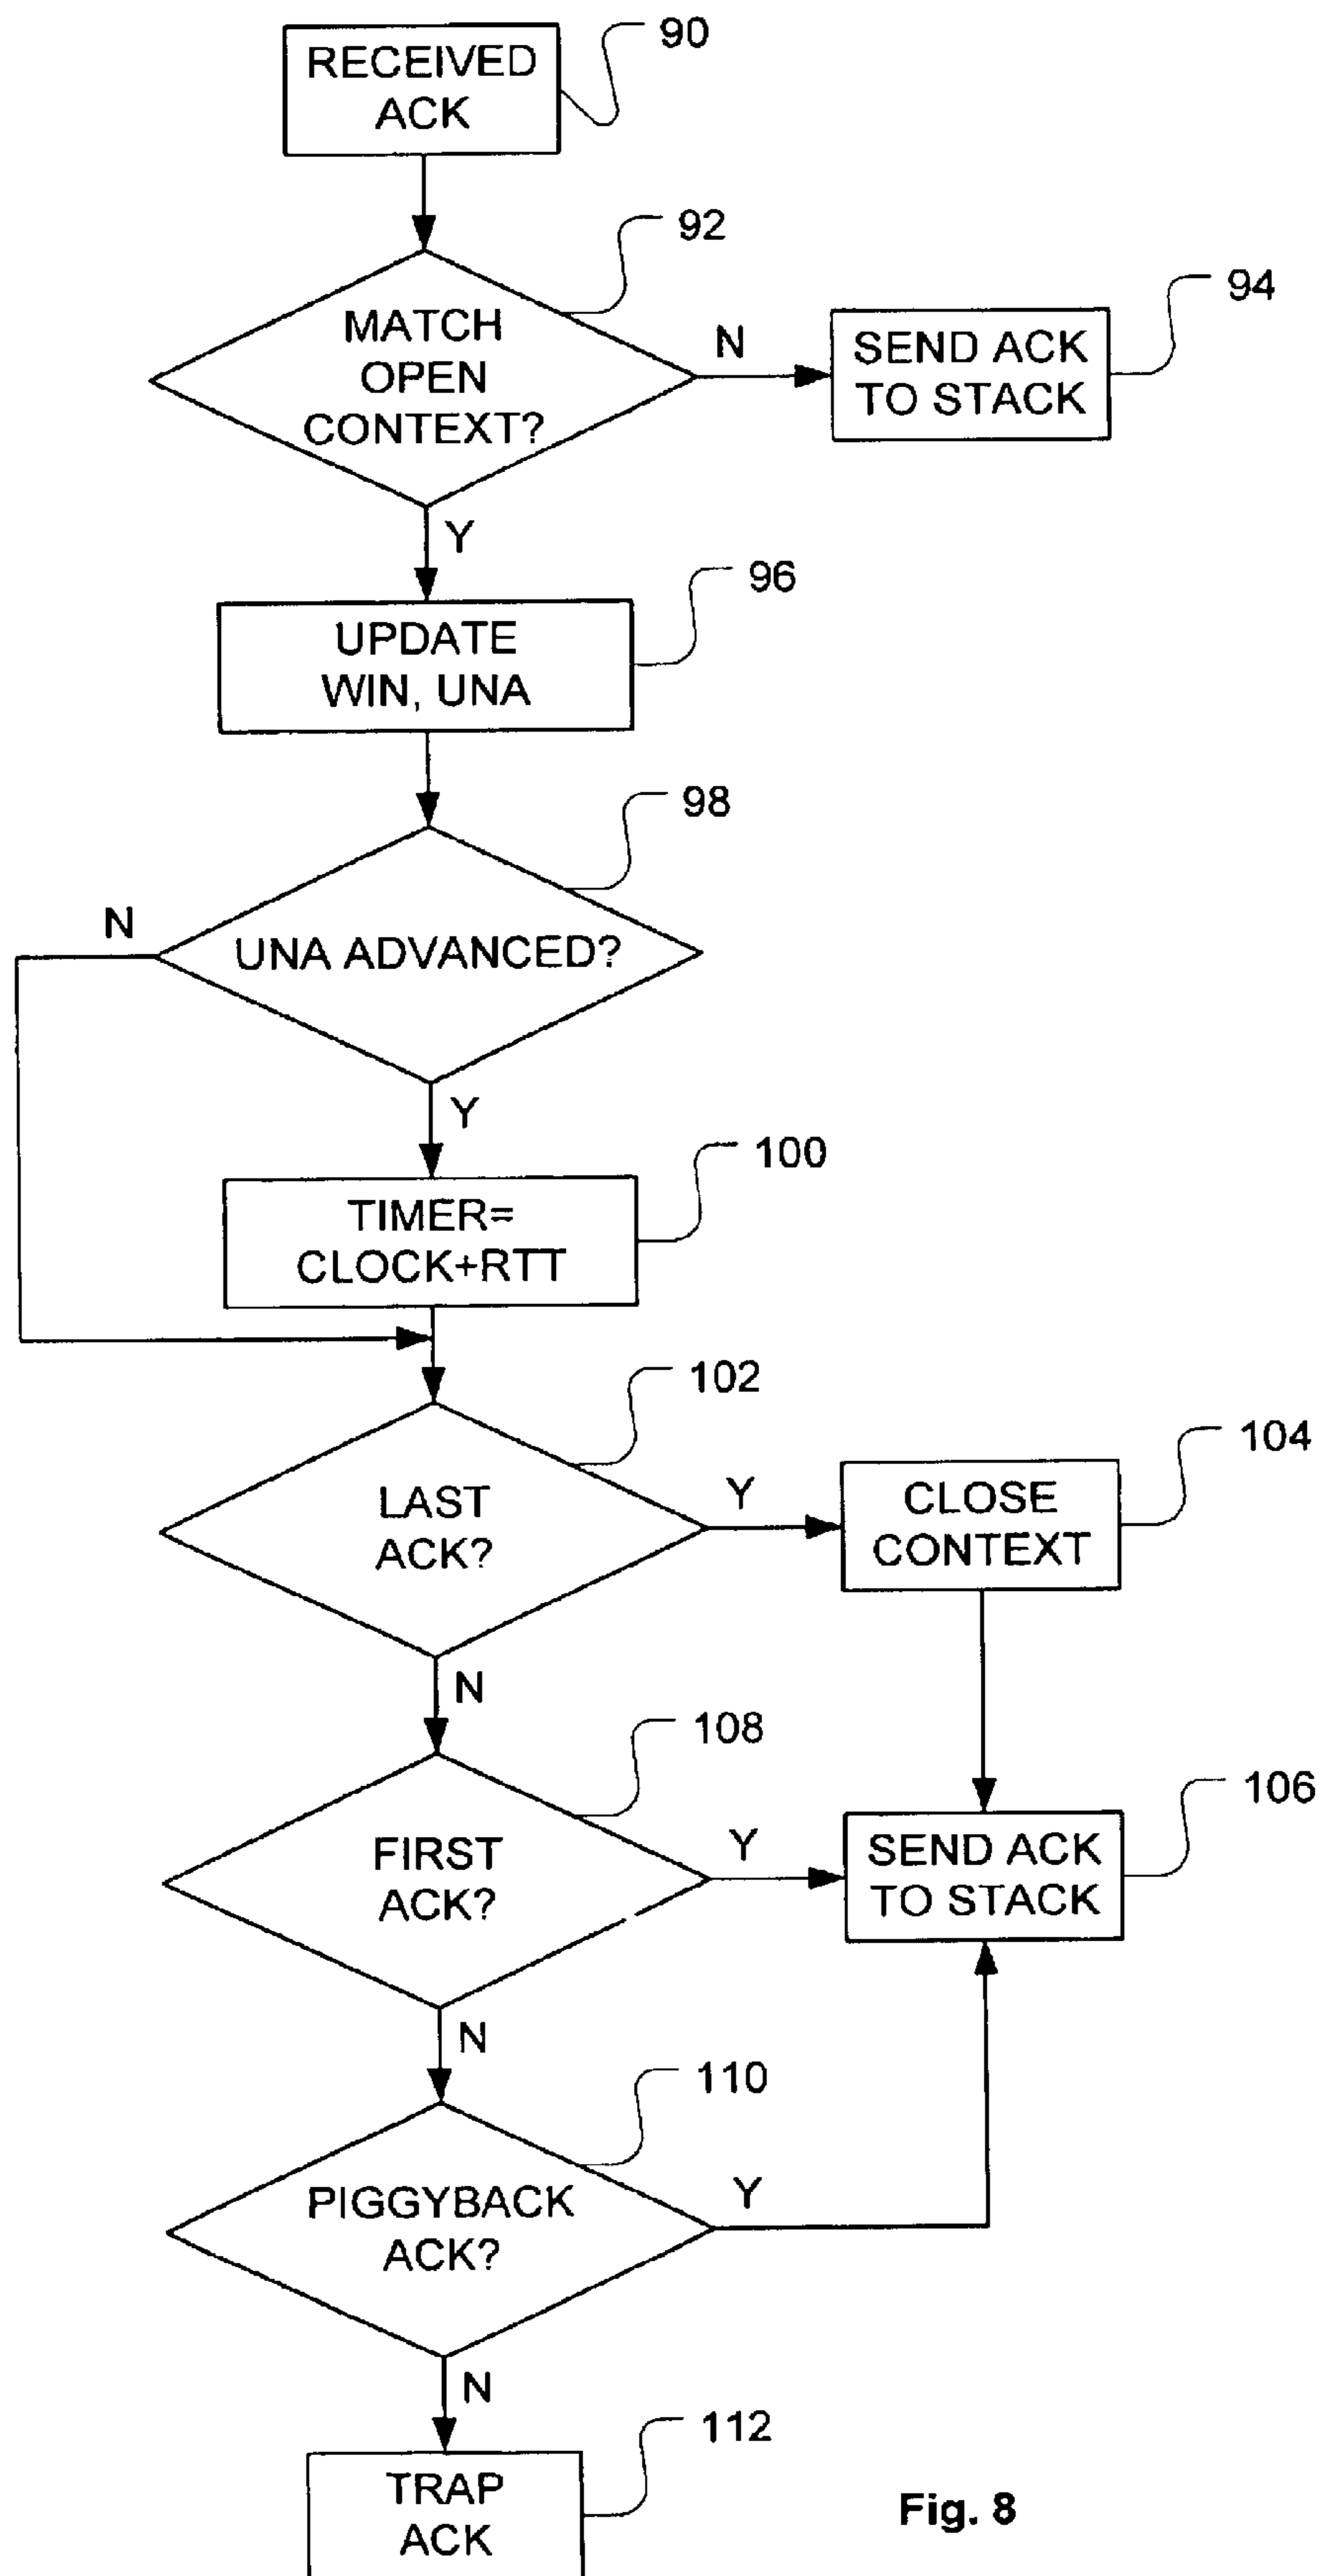 RECEIVED
ACK
90
92
MATCH
OPEN
CONTEXT?
N
SEND ACK
TO STACK
94
Y
UPDATE
WIN, UNA
96
98
N
UNA ADVANCED?
Y
100
TIMER=
CLOCK+RTT
102
LAST
ACK?
Y
CLOSE
CONTEXT
104
N
108
FIRST
ACK?
Y
SEND ACK
TO STACK
106
N
110
PIGGYBACK
ACK?
Y
N
112
TRAP
ACK
Fig. 8